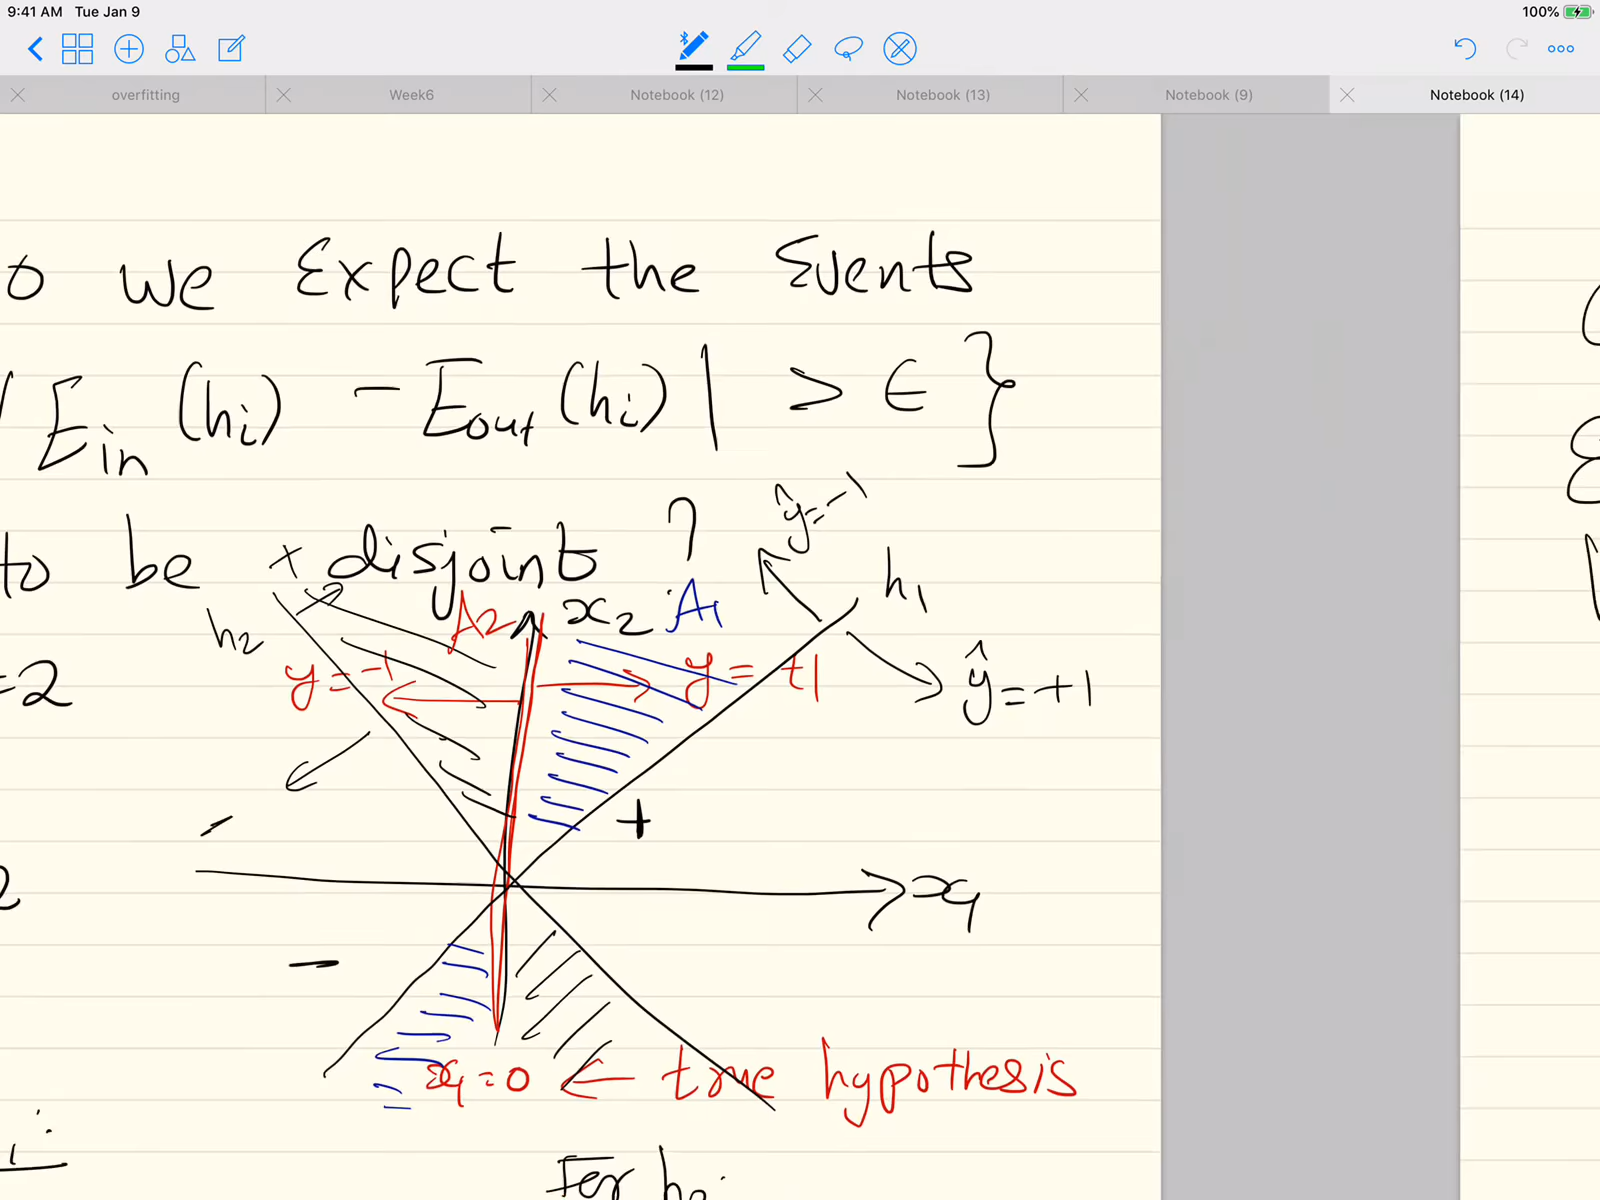 9:41 AM Tue Jan 9 100%
overfitting Week6 Notebook (12) Notebook (13) Notebook (9) Notebook (14)
o we Expect the Events
| Ein (hi) - Eout (hi) | > ∈ }
to be disjoint ?
ŷ=-1
h1
h2 A2 x2 A1
y=-1 y=+1 ŷ=+1
=2
+
-
x1
2
-
x1=0 ← true hypothesis
For